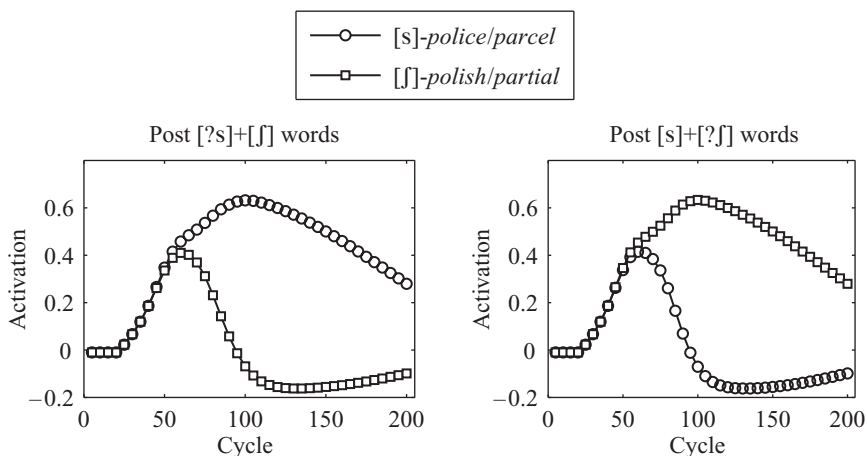 [s]-police/parcel
[ʃ]-polish/partial
Post [?s]+[ʃ] words
Post [s]+[?ʃ] words
0.6
0.4
0.2
0
−0.2
Activation
0 50 100 150 200
Cycle
0.6
0.4
0.2
0
−0.2
Activation
0 50 100 150 200
Cycle